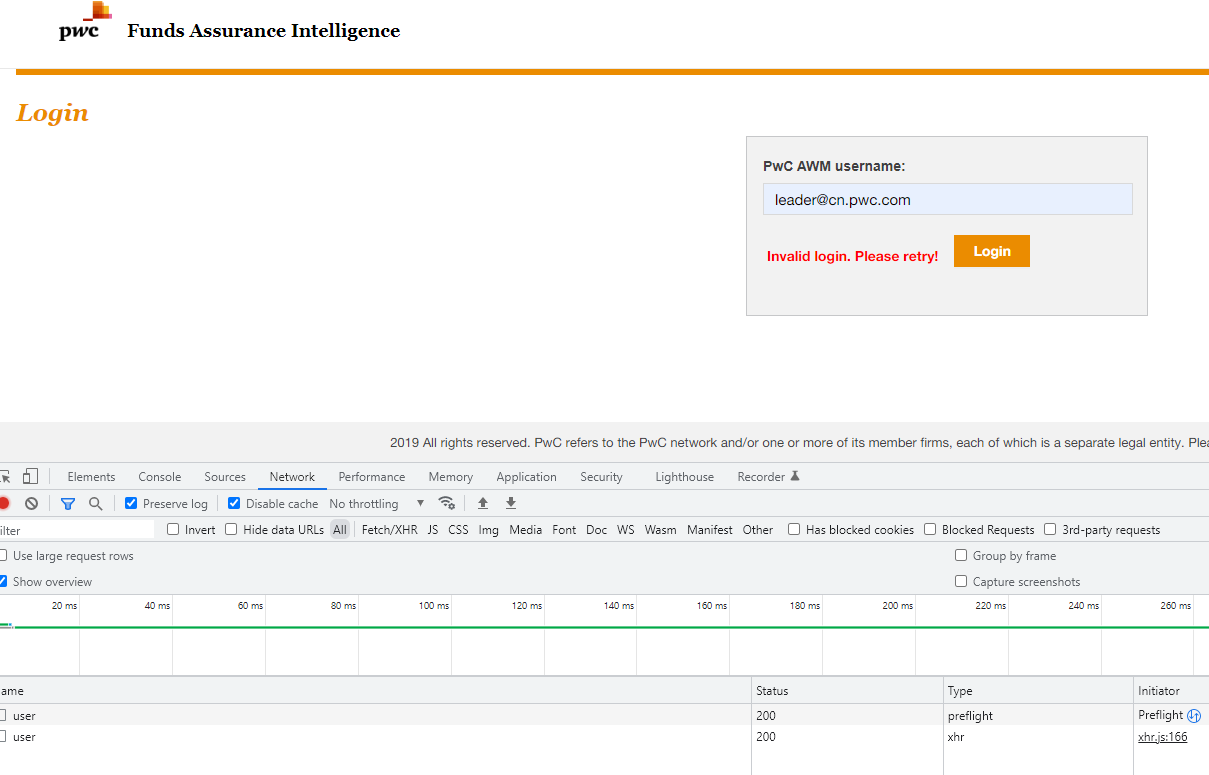 pwc Funds Assurance Intelligence
Login
PwC AWM username:
leader@cn.pwc.com
Invalid login. Please retry! Login
2019 All rights reserved. PwC refers to the PwC network and/or one or more of its member firms, each of which is a separate legal entity. Plea
Elements Console Sources Network Performance Memory Application Security Lighthouse Recorder
Preserve log Disable cache No throttling
ilter Invert Hide data URLs All Fetch/XHR JS CSS Img Media Font Doc WS Wasm Manifest Other Has blocked cookies Blocked Requests 3rd-party requests
Use large request rows Group by frame
Show overview Capture screenshots
20 ms 40 ms 60 ms 80 ms 100 ms 120 ms 140 ms 160 ms 180 ms 200 ms 220 ms 240 ms 260 ms
ame Status Type Initiator
user 200 preflight Preflight
user 200 xhr xhr.js:166